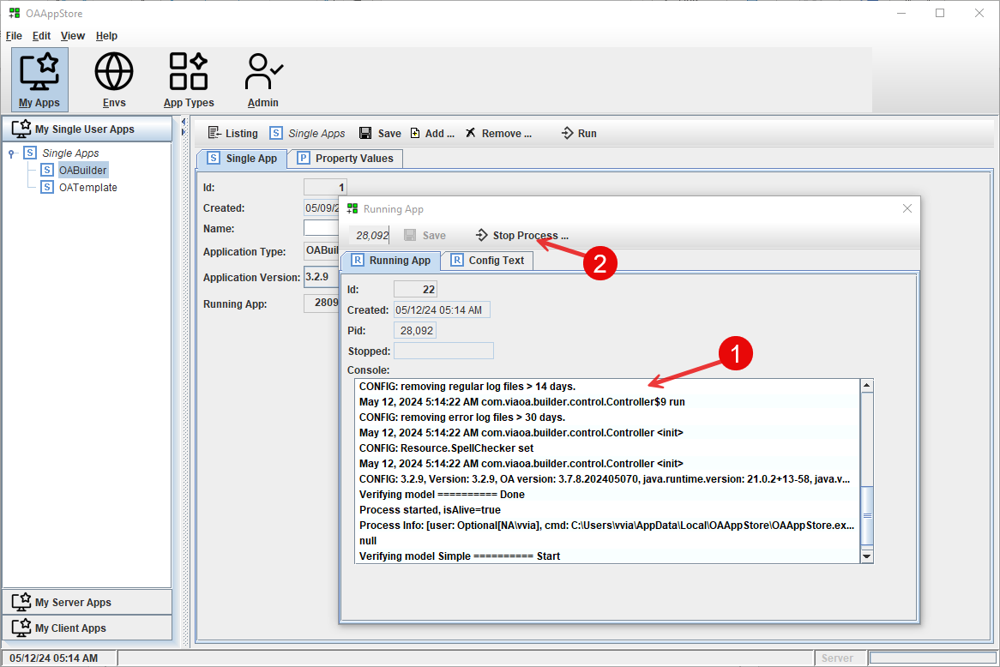 OAAppStore
File Edit View Help
My Apps Envs App Types Admin
My Single User Apps
S Single Apps
S OABuilder
S OATemplate
My Server Apps
My Client Apps
Listing S Single Apps Save Add ... Remove ... Run
S Single App P Property Values
Id: 1
Created: 05/09/2
Name:
Application Type: OABuil
Application Version: 3.2.9
Running App: 2809
Running App
28,092 Save Stop Process ...
2
R Running App R Config Text
Id: 22
Created: 05/12/24 05:14 AM
Pid: 28,092
Stopped:
1
Console:
CONFIG: removing regular log files > 14 days.
May 12, 2024 5:14:22 AM com.viaoa.builder.control.Controller$9 run
CONFIG: removing error log files > 30 days.
May 12, 2024 5:14:22 AM com.viaoa.builder.control.Controller <init>
CONFIG: Resource.SpellChecker set
May 12, 2024 5:14:22 AM com.viaoa.builder.control.Controller <init>
CONFIG: 3.2.9, Version: 3.2.9, OA version: 3.7.8.202405070, java.runtime.version: 21.0.2+13-58, java.v...
Verifying model ========== Done
Process started, isAlive=true
Process Info: [user: Optional[NA\vvia], cmd: C:\Users\vvia\AppData\Local\OAAppStore\OAAppStore.ex...
null
Verifying model Simple ========== Start
05/12/24 05:14 AM Server